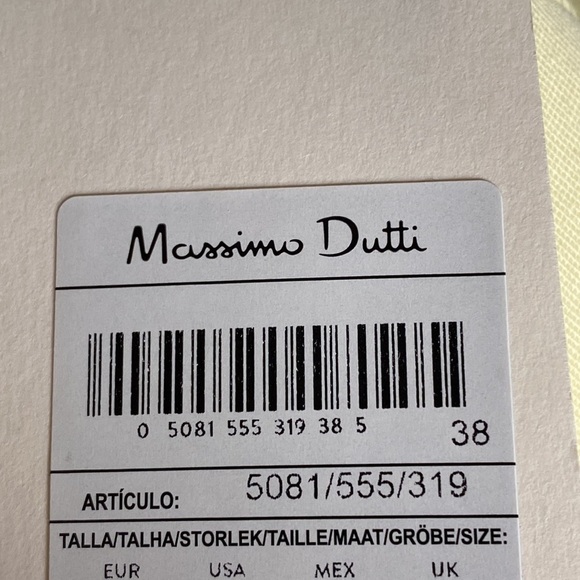 Massimo Dutti
0 5081 555 319 38 5
38
ARTÍCULO: 5081/555/319
TALLA/TALHA/STORLEK/TAILLE/MAAT/GRÖBE/SIZE:
EUR USA MEX UK